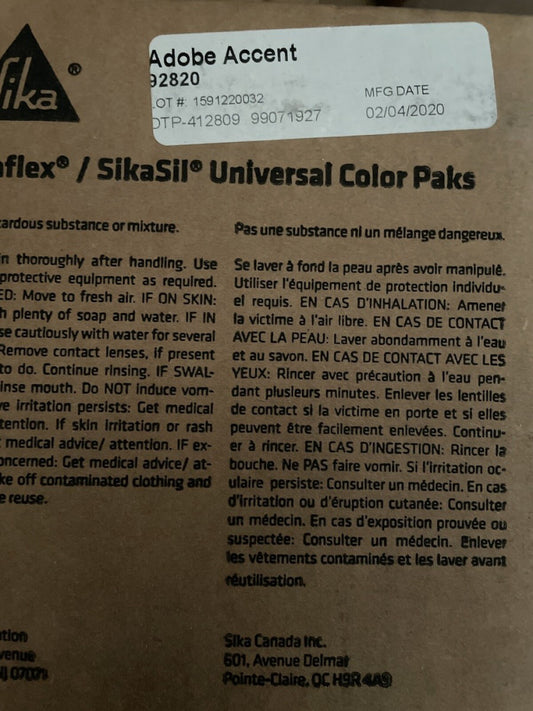 Adobe Accent
92820
LOT #: 1591220032
MFG DATE
DTP-412809 99071927
02/04/2020
Sika®
aflex® / SikaSil® Universal Color Paks
ardous substance or mixture.
in thoroughly after handling. Use
protective equipment as required.
ED: Move to fresh air. IF ON SKIN:
h plenty of soap and water. IF IN
se cautiously with water for several
Remove contact lenses, if present
to do. Continue rinsing. IF SWAL-
inse mouth. Do NOT induce vom-
ve irritation persists: Get medical
tention. If skin irritation or rash
t medical advice/ attention. IF ex-
oncerned: Get medical advice/ at-
ke off contaminated clothing and
e reuse.
Pas une substance ni un mélange dangereux.
Se laver à fond la peau après avoir manipulé.
Utiliser l'équipement de protection individu-
el requis. EN CAS D'INHALATION: Amener
la victime à l'air libre. EN CAS DE CONTACT
AVEC LA PEAU: Laver abondamment à l'eau
et au savon. EN CAS DE CONTACT AVEC LES
YEUX: Rincer avec précaution à l'eau pen-
dant plusieurs minutes. Enlever les lentilles
de contact si la victime en porte et si elles
peuvent être facilement enlevées. Continu-
er à rincer. EN CAS D'INGESTION: Rincer la
bouche. Ne PAS faire vomir. Si l'irritation oc-
ulaire persiste: Consulter un médecin. En cas
d'irritation ou d'éruption cutanée: Consulter
un médecin. En cas d'exposition prouvée ou
suspectée: Consulter un médecin. Enlever
les vêtements contaminés et les laver avant
réutilisation.
ation
venue
NJ 07071
Sika Canada Inc.
601, Avenue Delmar
Pointe-Claire, QC H9R 4A9